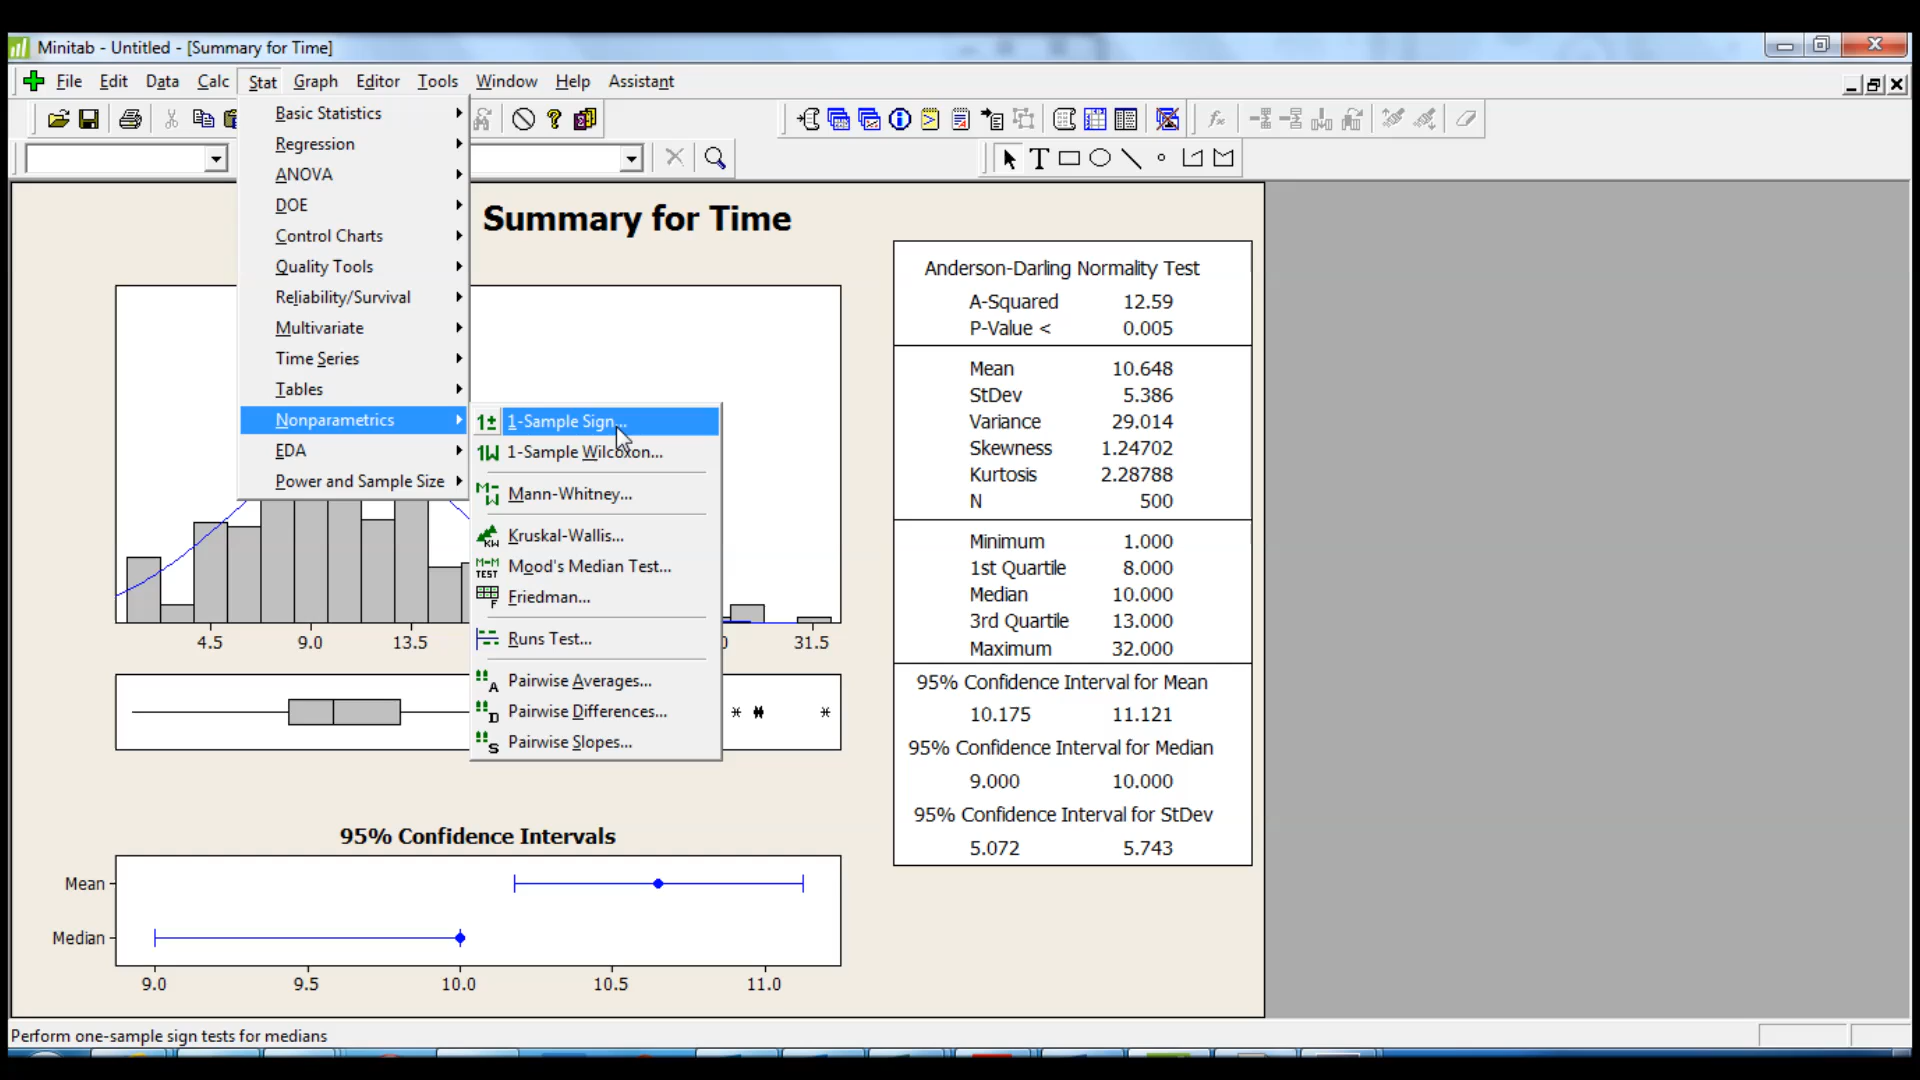 Minitab - Untitled - [Summary for Time]
File Edit Data Calc Stat Graph Editor Tools Window Help Assistant
Basic Statistics
Regression
ANOVA
DOE
Control Charts
Quality Tools
Reliability/Survival
Multivariate
Time Series
Tables
Nonparametrics
EDA
Power and Sample Size
1-Sample Sign...
1-Sample Wilcoxon...
Mann-Whitney...
Kruskal-Wallis...
Mood's Median Test...
Friedman...
Runs Test...
Pairwise Averages...
Pairwise Differences...
Pairwise Slopes...
Summary for Time
4.5 9.0 13.5 31.5
Anderson-Darling Normality Test
A-Squared 12.59
P-Value < 0.005
Mean 10.648
StDev 5.386
Variance 29.014
Skewness 1.24702
Kurtosis 2.28788
N 500
Minimum 1.000
1st Quartile 8.000
Median 10.000
3rd Quartile 13.000
Maximum 32.000
95% Confidence Interval for Mean
10.175 11.121
95% Confidence Interval for Median
9.000 10.000
95% Confidence Interval for StDev
5.072 5.743
95% Confidence Intervals
Mean
Median
9.0 9.5 10.0 10.5 11.0
Perform one-sample sign tests for medians